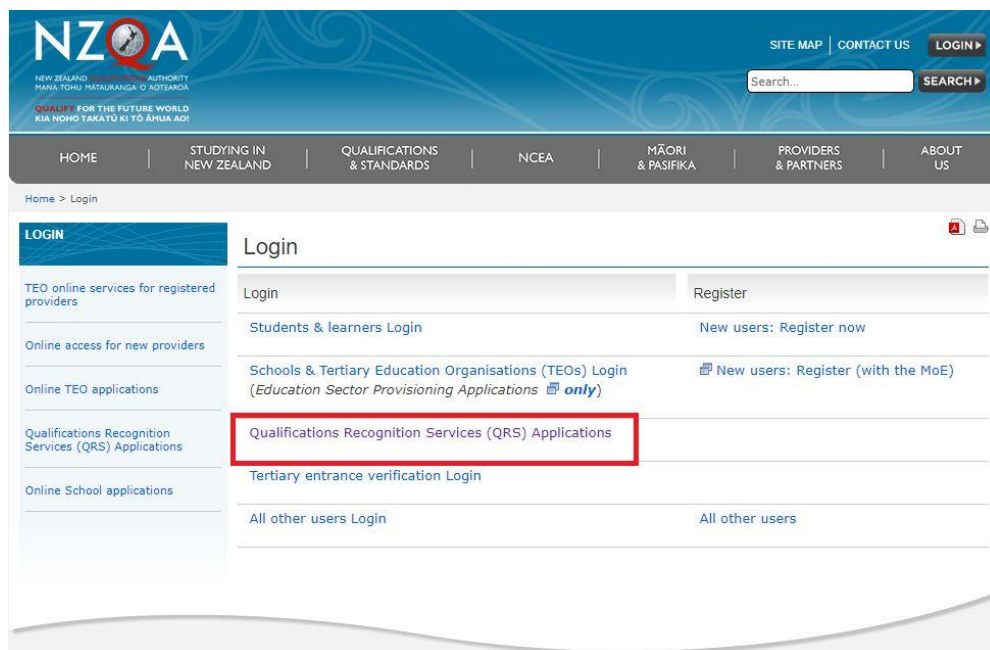 NZQA
NEW ZEALAND QUALIFICATIONS AUTHORITY
MANA TOHU MĀTAURANGA O AOTEAROA
QUALIFY FOR THE FUTURE WORLD
KIA NOHO TAKATŪ KI TŌ ĀMUA AO!
SITE MAP | CONTACT US
LOGIN
Search...
SEARCH
HOME
STUDYING IN
NEW ZEALAND
QUALIFICATIONS
& STANDARDS
NCEA
MĀORI
& PASIFIKA
PROVIDERS
& PARTNERS
ABOUT
US
Home > Login
LOGIN
TEO online services for registered
providers
Online access for new providers
Online TEO applications
Qualifications Recognition
Services (QRS) Applications
Online School applications
Login
Login
Register
Students & learners Login
New users: Register now
Schools & Tertiary Education Organisations (TEOs) Login
(Education Sector Provisioning Applications only)
New users: Register (with the MoE)
Qualifications Recognition Services (QRS) Applications
Tertiary entrance verification Login
All other users Login
All other users